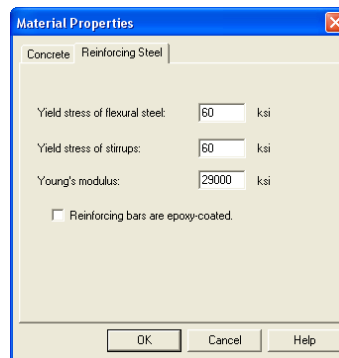 Material Properties
Concrete Reinforcing Steel
Yield stress of flexural steel: 60 ksi
Yield stress of stirrups: 60 ksi
Young's modulus: 29000 ksi
Reinforcing bars are epoxy-coated.
OK Cancel Help